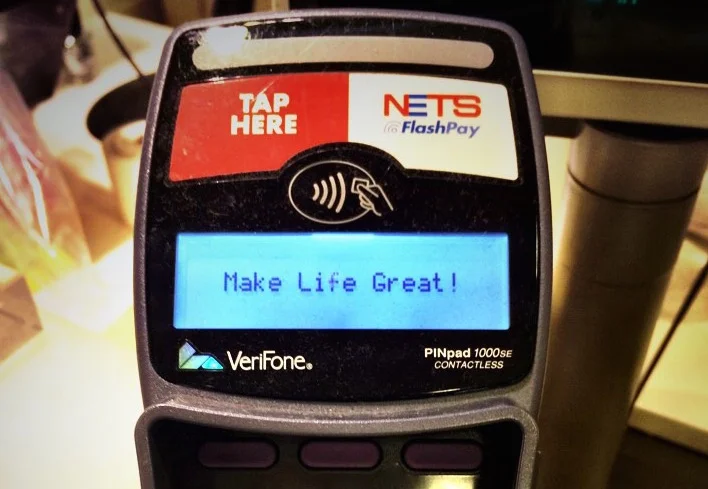 TAP
HERE
NETS
FlashPay
Make Life Great!
VeriFone®
PINpad 1000SE
CONTACTLESS